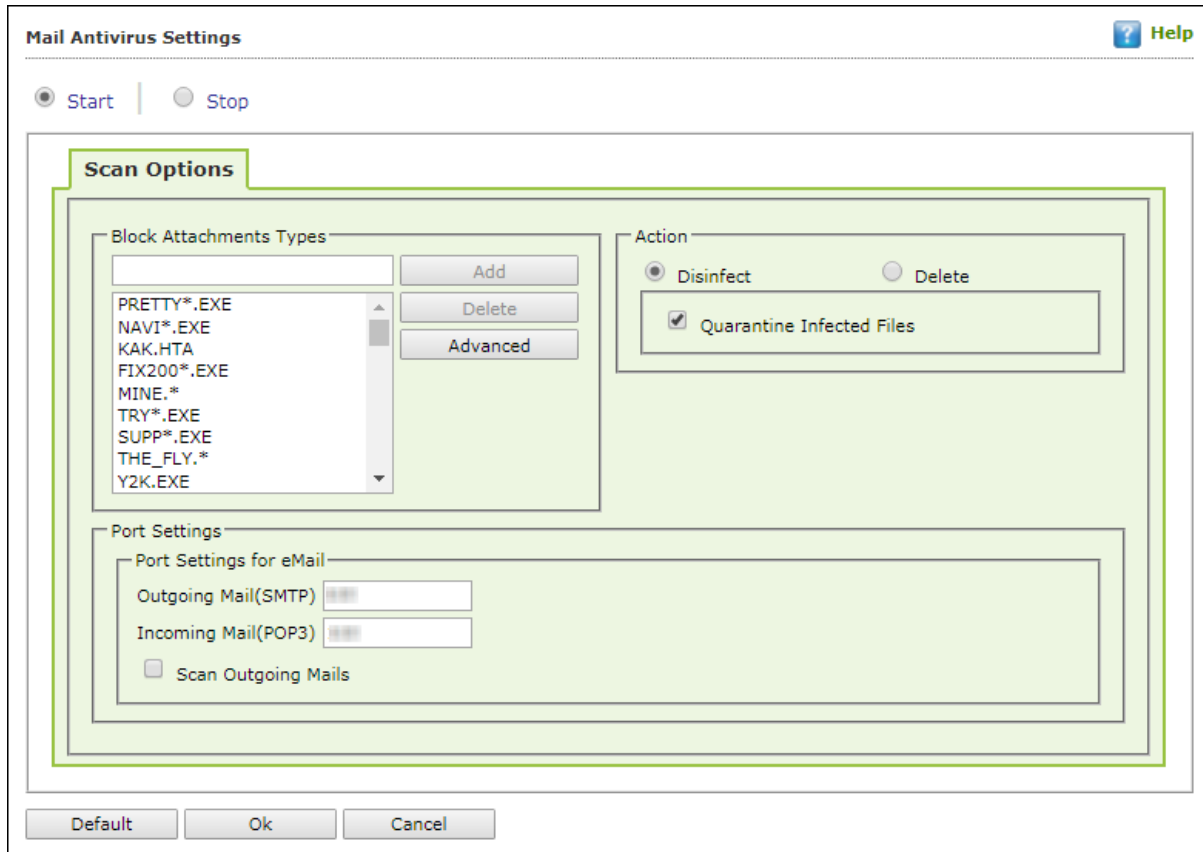 Mail Antivirus Settings
? Help
Start Stop
Scan Options
Block Attachments Types
Add
PRETTY*.EXE
NAVI*.EXE
KAK.HTA
FIX200*.EXE
MINE.*
TRY*.EXE
SUPP*.EXE
THE_FLY.*
Y2K.EXE
Delete
Advanced
Action
Disinfect Delete
Quarantine Infected Files
Port Settings
Port Settings for eMail
Outgoing Mail(SMTP)
Incoming Mail(POP3)
Scan Outgoing Mails
Default Ok Cancel